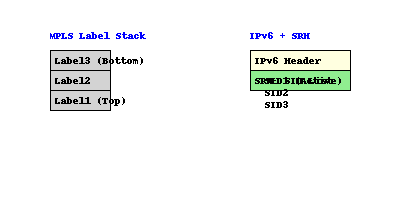 MPLS Label Stack
Label3 (Bottom)
Label2
Label1 (Top)
IPv6 + SRH
IPv6 Header
SID2
SID3